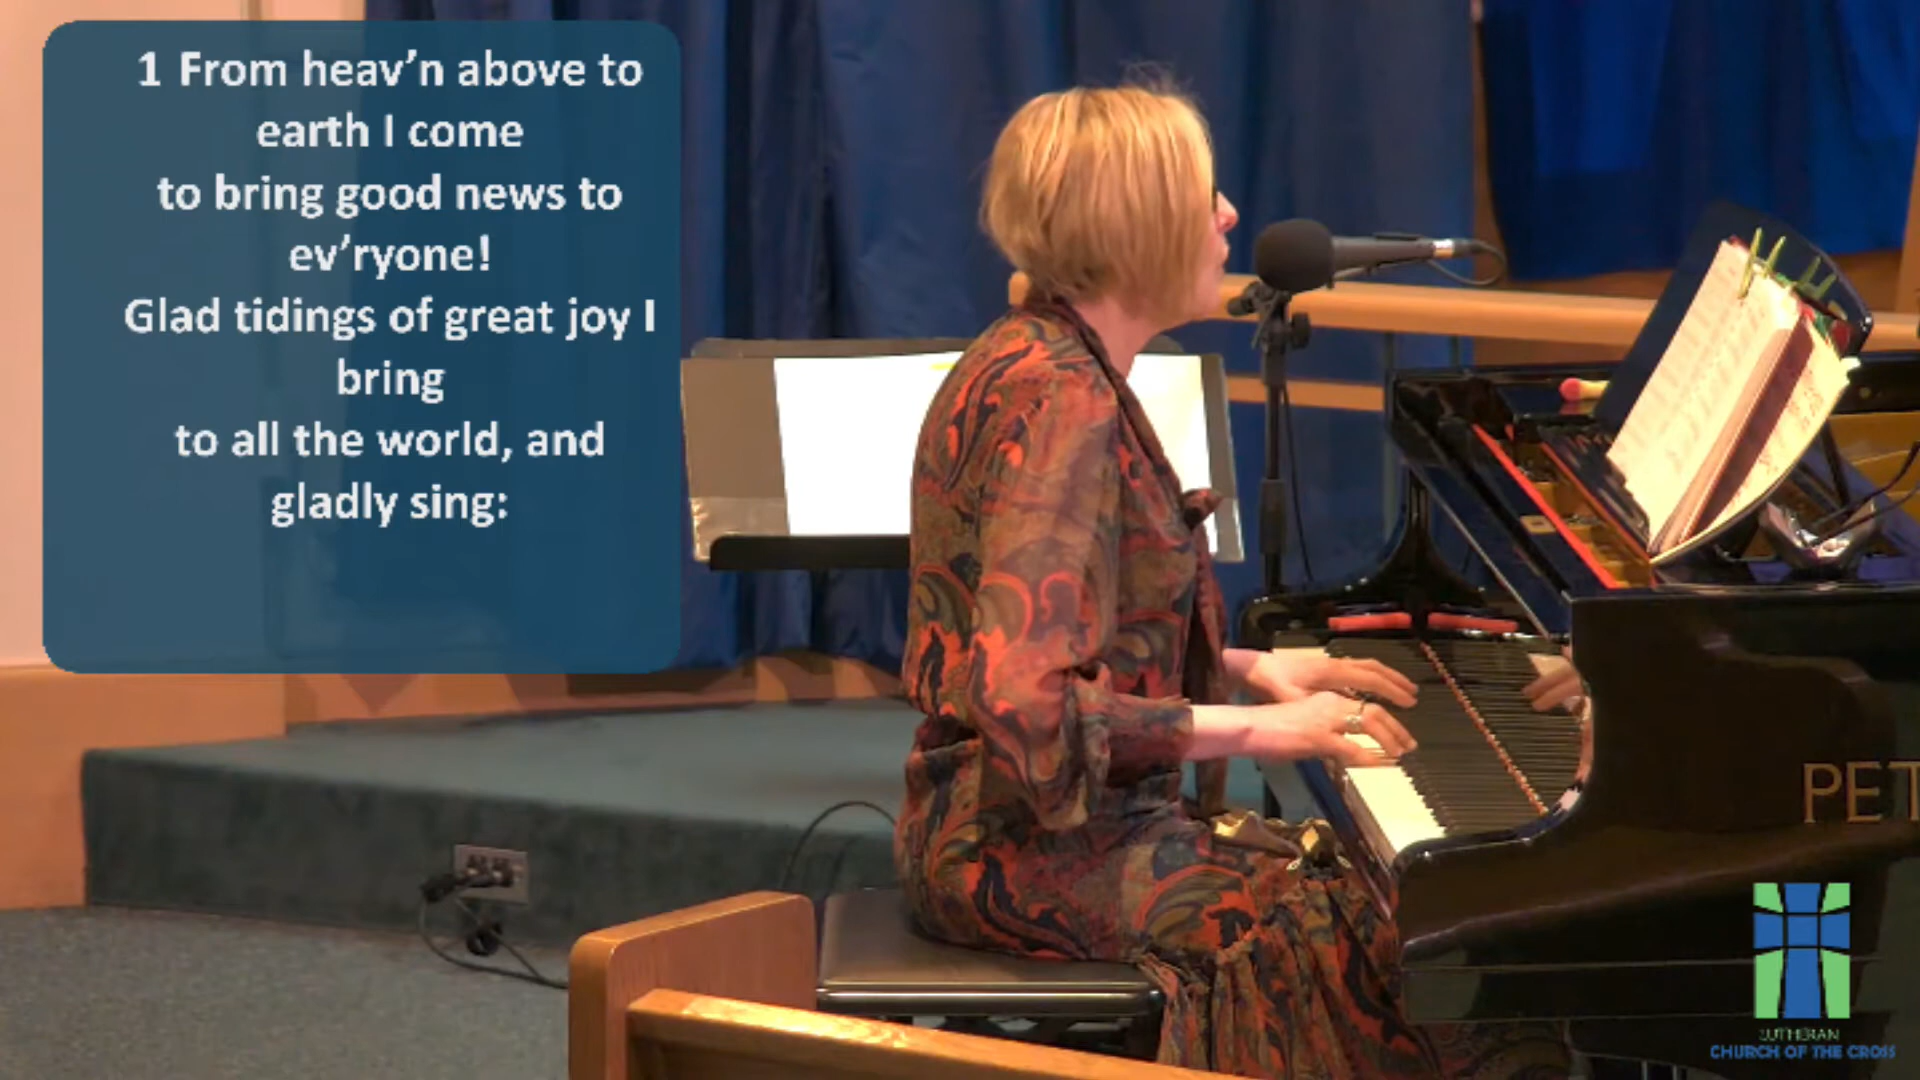 1 From heav’n above to
earth I come
to bring good news to
ev’ryone!
Glad tidings of great joy I
bring
to all the world, and
gladly sing:
PET
LUTHERAN
CHURCH OF THE CROSS